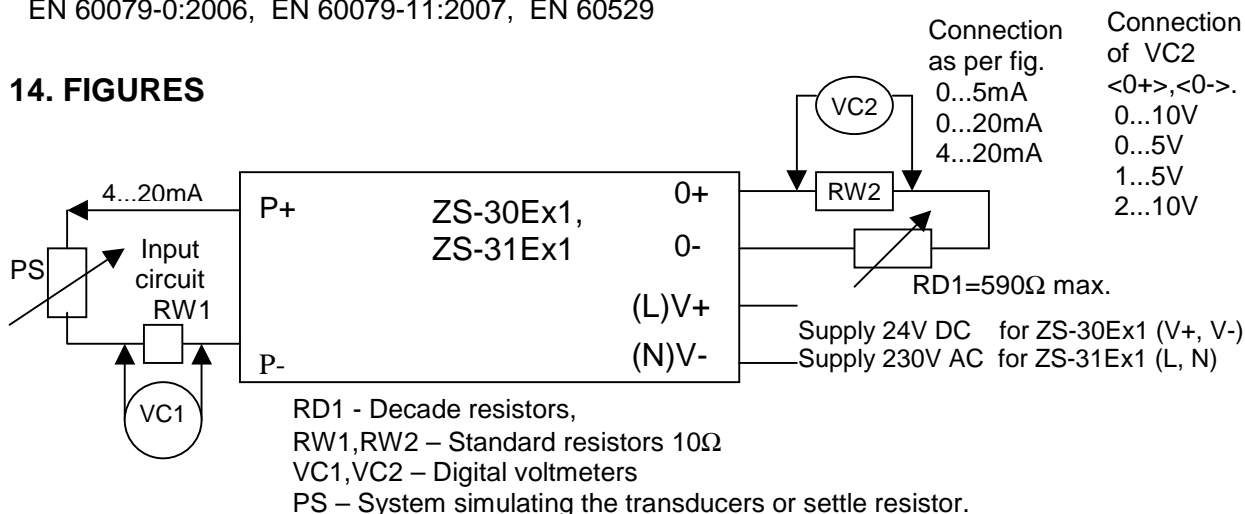 EN 60079-0:2006, EN 60079-11:2007, EN 60529
14. FIGURES
Connection
as per fig.
0...5mA
0...20mA
4...20mA
Connection
of VC2
<0+>,<0->.
0...10V
0...5V
1...5V
2...10V
VC2
RW2
4...20mA
P+
ZS-30Ex1,
ZS-31Ex1
0+
0-
PS
Input
circuit
RW1
RD1=590Ω max.
(L)V+
(N)V-
P-
Supply 24V DC for ZS-30Ex1 (V+, V-)
Supply 230V AC for ZS-31Ex1 (L, N)
VC1
RD1 - Decade resistors,
RW1,RW2 – Standard resistors 10Ω
VC1,VC2 – Digital voltmeters
PS – System simulating the transducers or settle resistor.